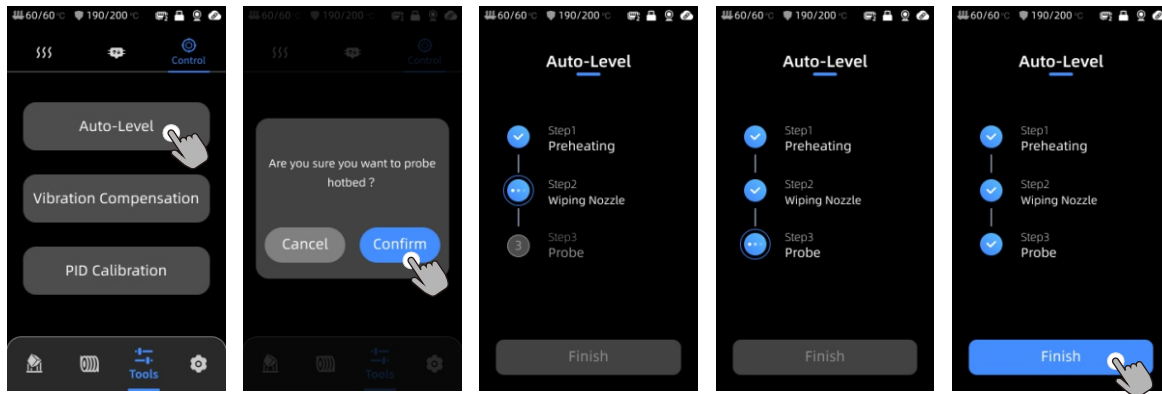 60/60°C 190/200°C
Control
Auto-Level
Vibration Compensation
PID Calibration
Tools
60/60°C 190/200°C
Control
Are you sure you want to probe
hotbed ?
Cancel Confirm
Tools
60/60°C 190/200°C
Auto-Level
Step1
Preheating
Step2
Wiping Nozzle
3 Step3
Probe
Finish
60/60°C 190/200°C
Auto-Level
Step1
Preheating
Step2
Wiping Nozzle
Step3
Probe
Finish
60/60°C 190/200°C
Auto-Level
Step1
Preheating
Step2
Wiping Nozzle
Step3
Probe
Finish